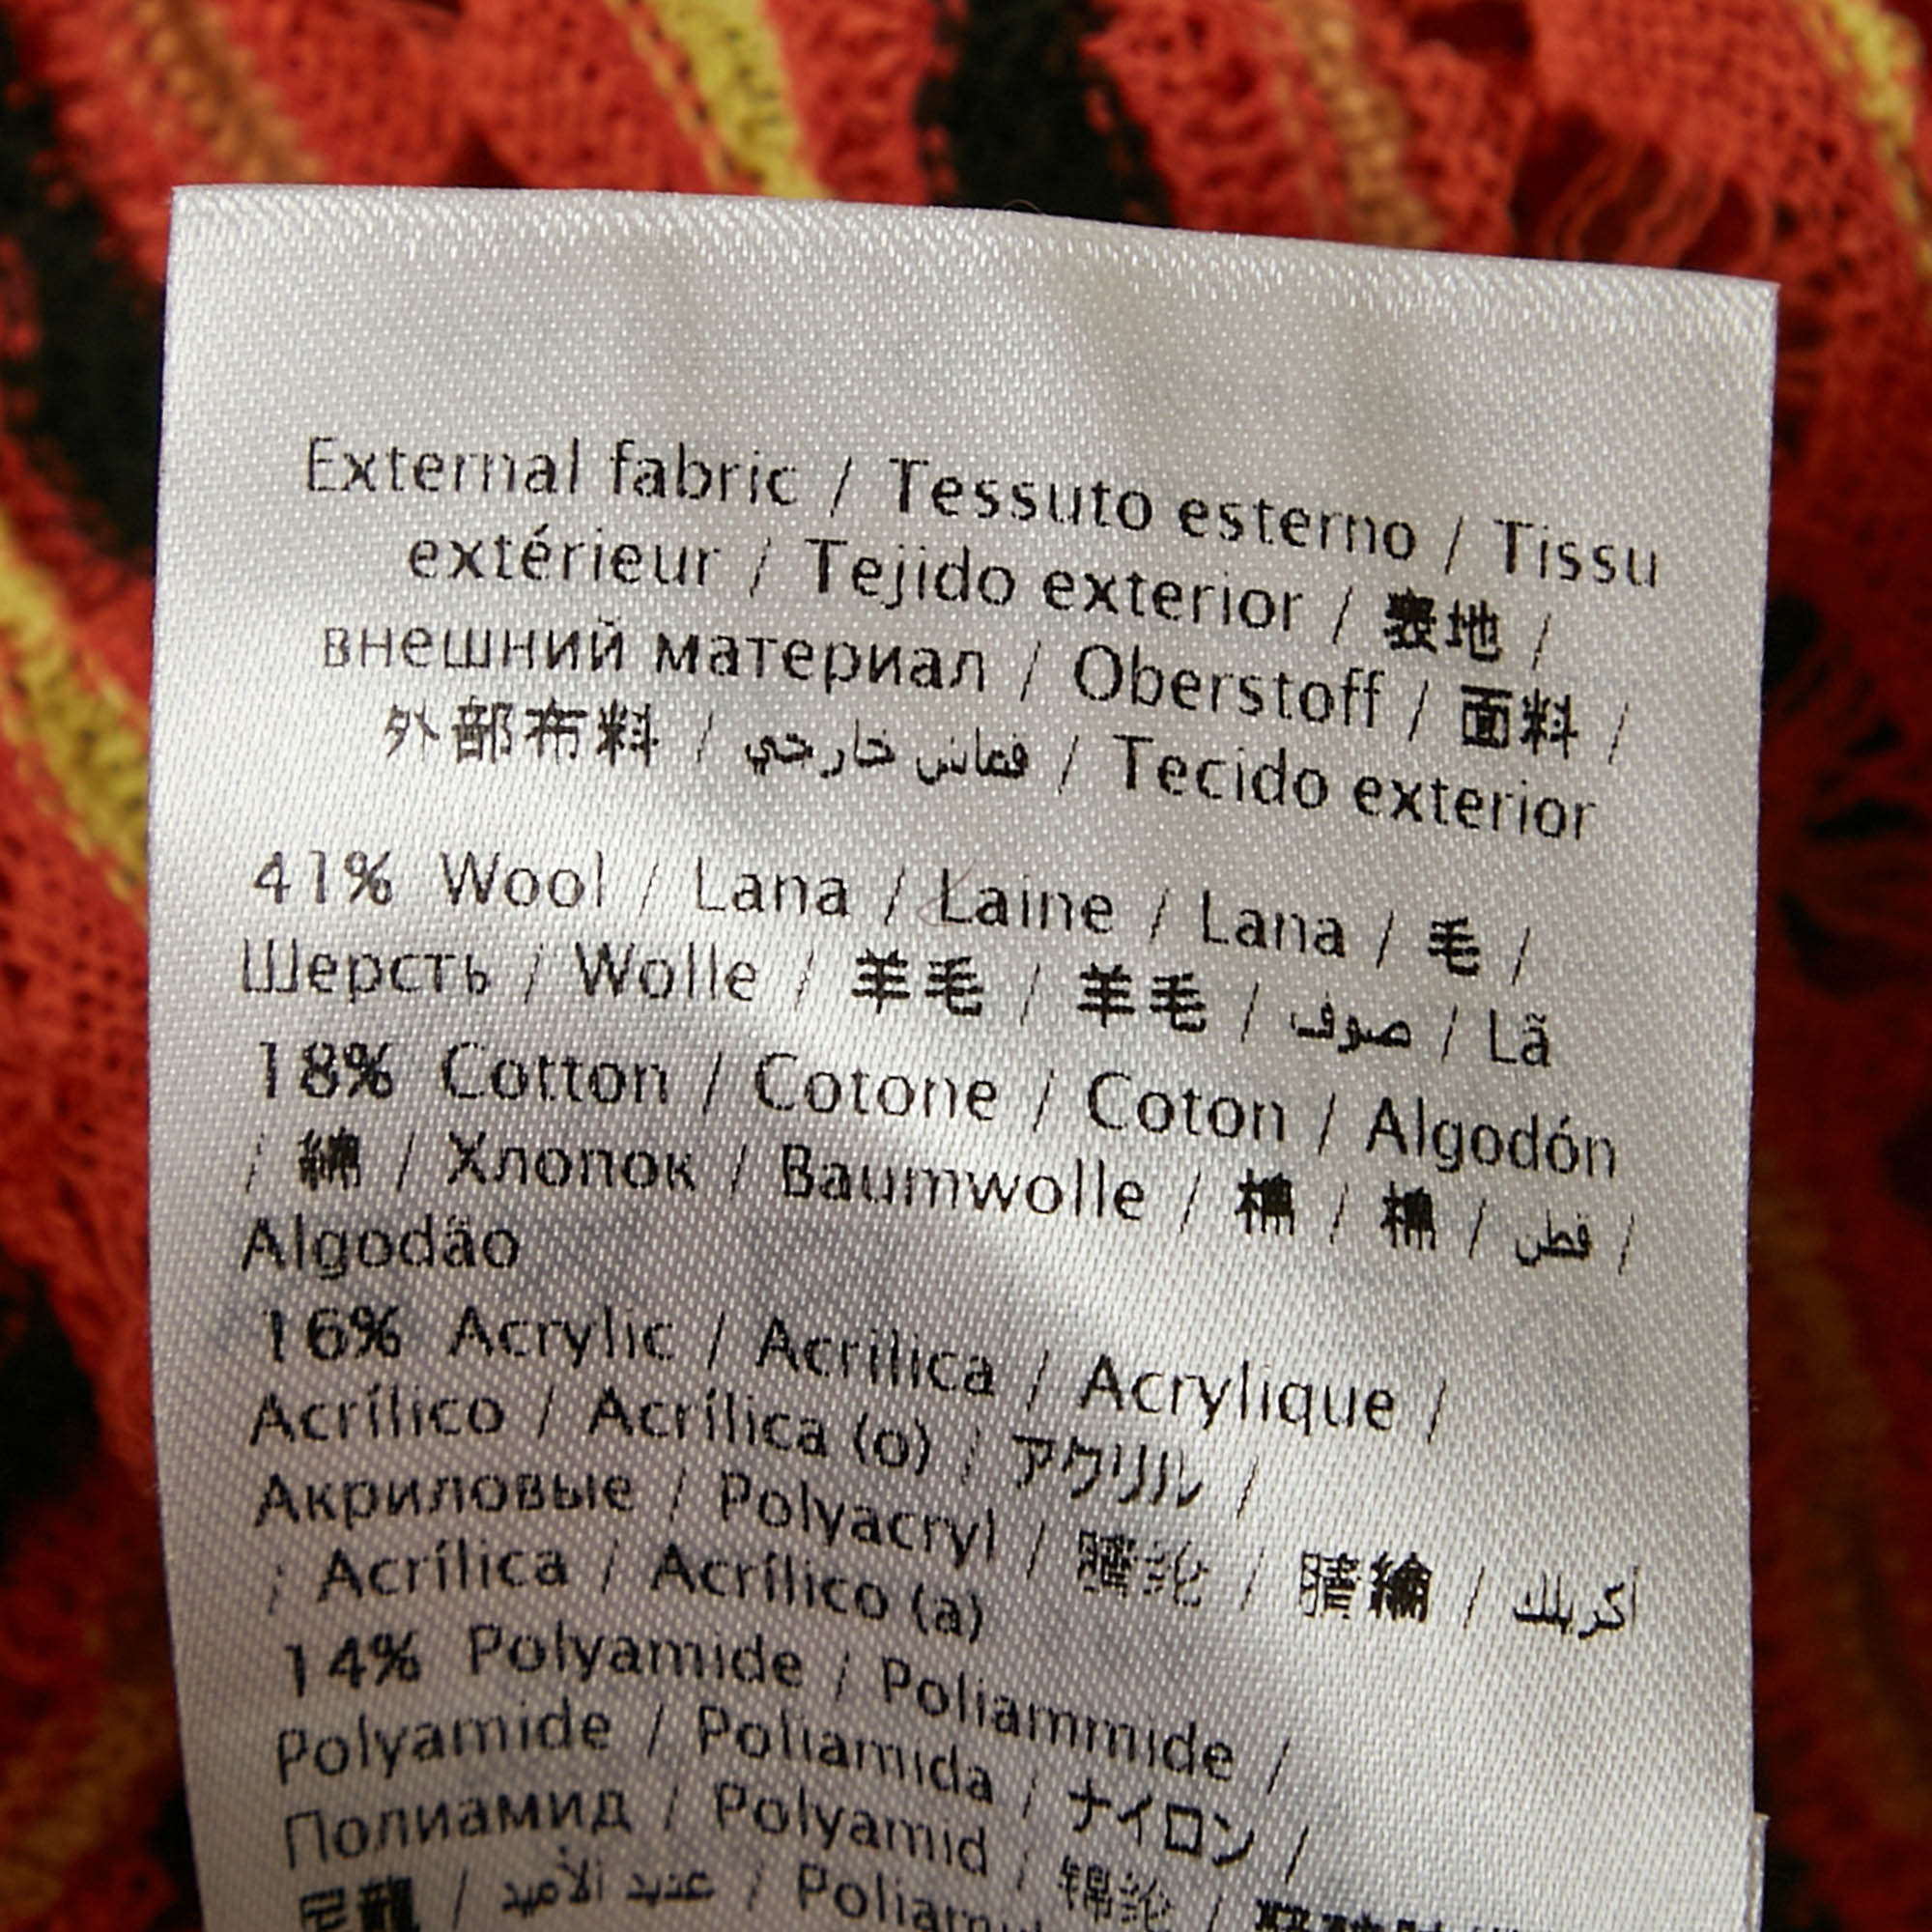 External fabric / Tessuto esterno / Tissu
extérieur / Tejido exterior / 表地 /
внешний материал / Oberstoff / 面料 /
外部布料 / قماش خارجي / Tecido exterior
41% Wool / Lana / Laine / Lana / 毛 /
Шерсть / Wolle / 羊毛 / 羊毛 / صوف / Lã
18% Cotton / Cotone / Coton / Algodón
/ 綿 / Хлопок / Baumwolle / 棉 / 棉 / قطن /
Algodão
16% Acrylic / Acrilica / Acrylique /
Acrílico / Acrílica (o) / アクリル /
Акриловые / Polyacryl / 腈纶 / 腈綸 / أكريلك
/ Acrílica / Acrílico (a)
14% Polyamide / Poliammide /
Polyamide / Poliamida / ナイロン /
Полиамид / Polyamid / 锦纶 /
尼龍 / عديد الأميد /